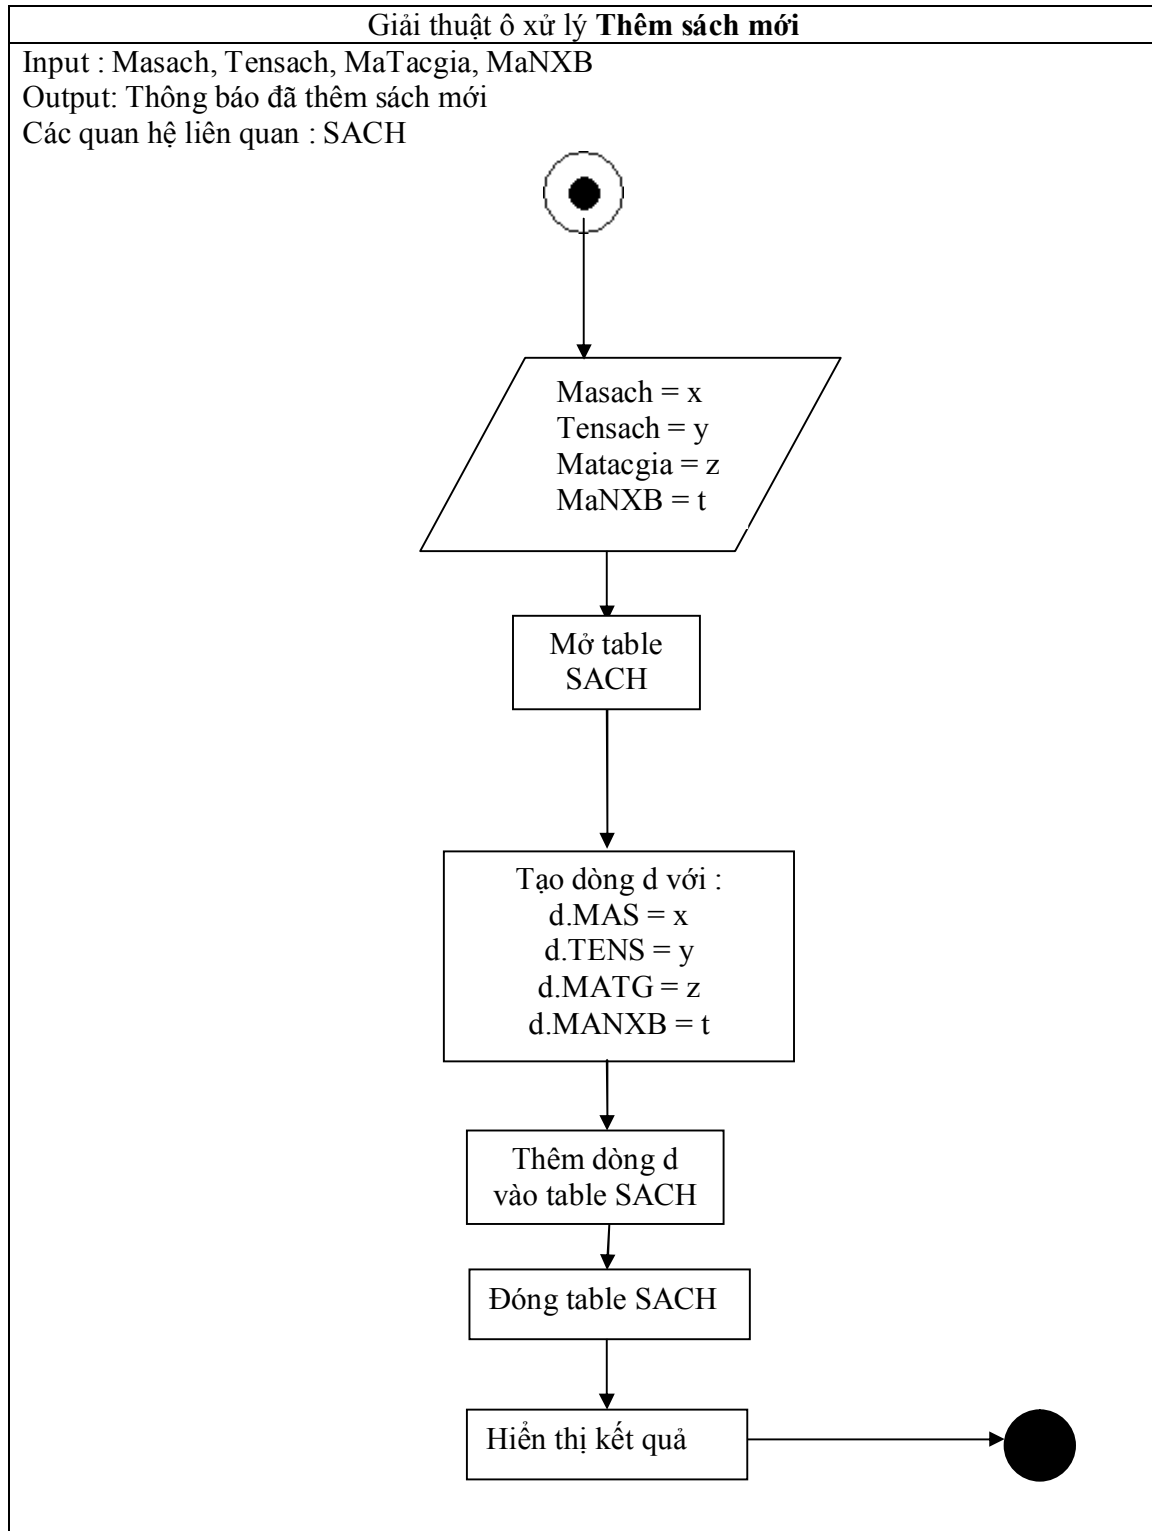 Giải thuật ô xử lý Thêm sách mới
Input : Masach, Tensach, MaTacgia, MaNXB
Output: Thông báo đã thêm sách mới
Các quan hệ liên quan : SACH
Masach = x
Tensach = y
Matacgia = z
MaNXB = t
Mở table
SACH
Tạo dòng d với :
d.MAS = x
d.TENS = y
d.MATG = z
d.MANXB = t
Thêm dòng d
vào table SACH
Đóng table SACH
Hiển thị kết quả